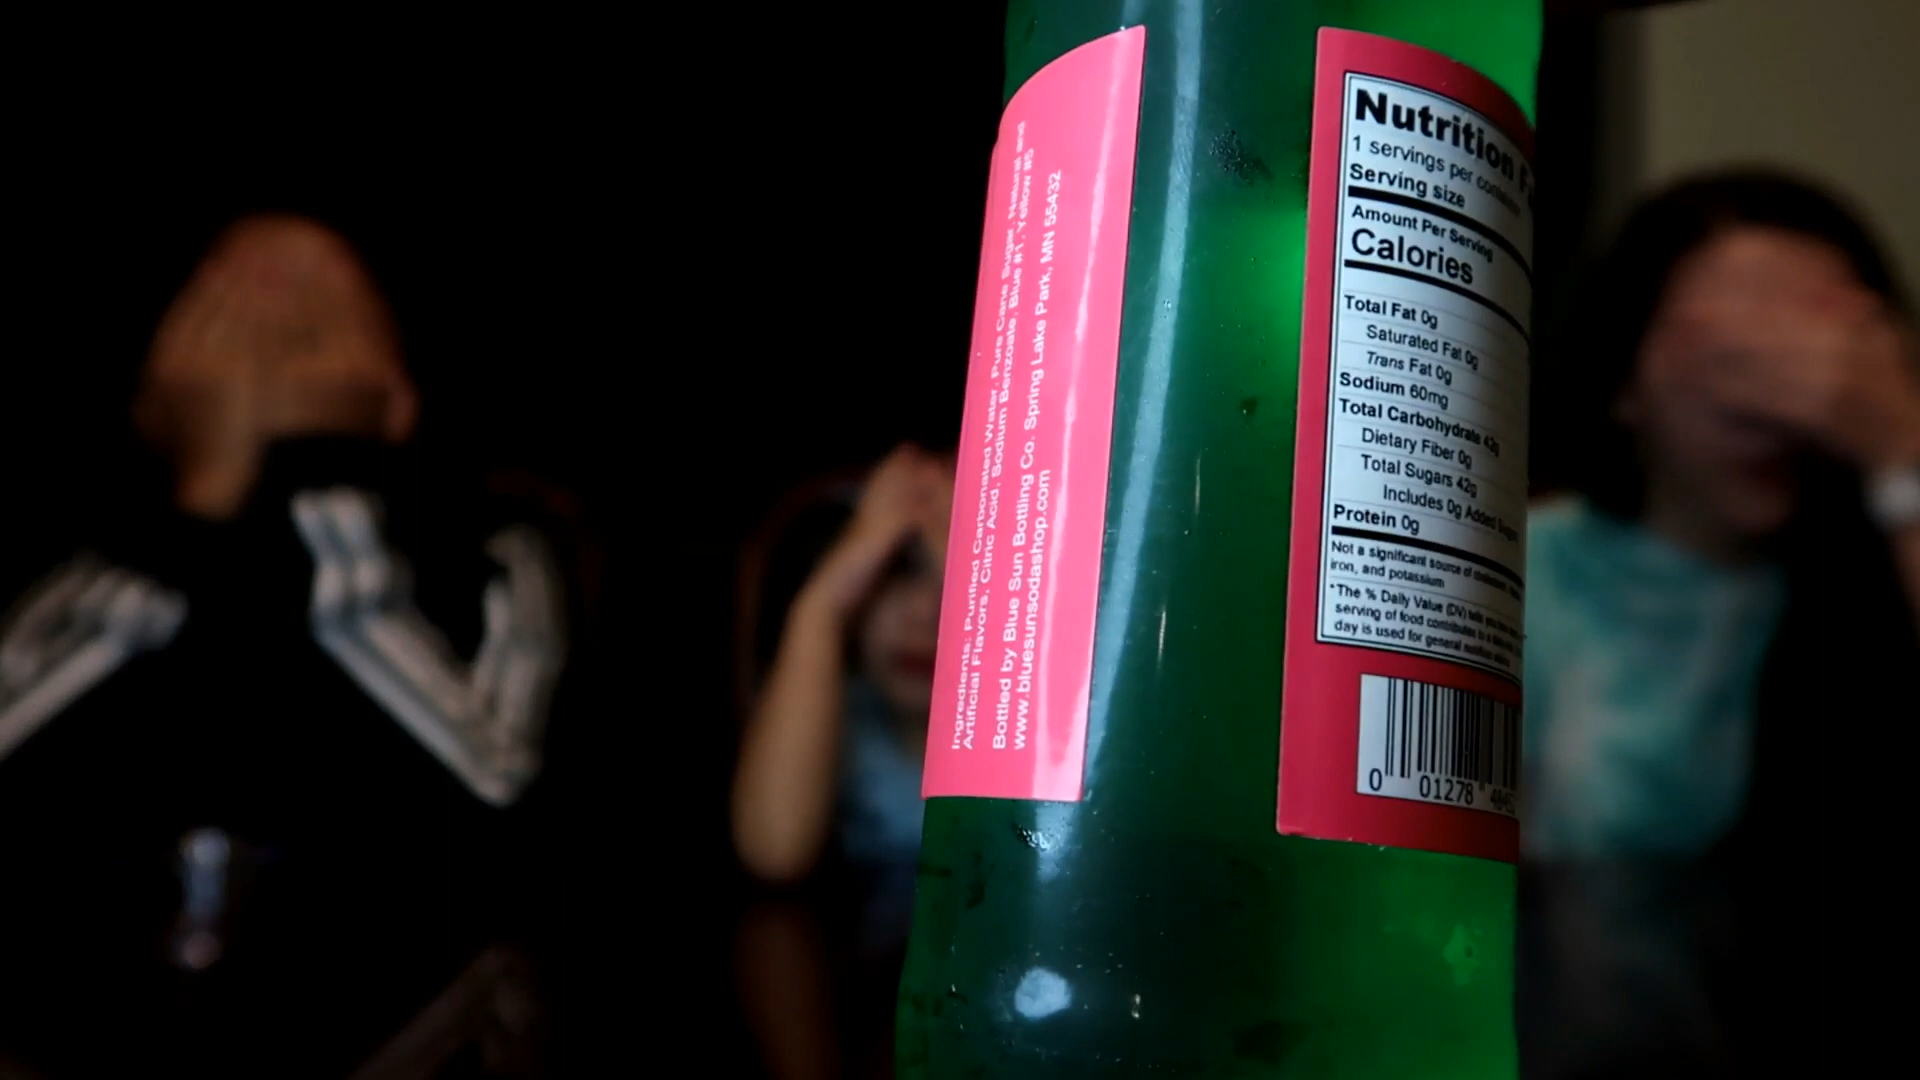 Ingredients: Purified Carbonated Water, Pure Cane Sugar, Natural and
Artificial Flavors, Citric Acid, Sodium Benzoate, Blue #1, Yellow #5
Bottled by Blue Sun Bottling Co. Spring Lake Park, MN 55432
www.bluesunsodashop.com
Nutrition
1 servings per
Serving size
Amount Per Serving
Calories
Total Fat 0g
Saturated Fat 0g
Trans Fat 0g
Sodium 60mg
Total Carbohydrate 42g
Dietary Fiber 0g
Total Sugars 42g
Includes 0g Added
Protein 0g
Not a significant source of
iron, and potassium
*The % Daily Value (DV)
serving of food contributes
day is used for general nutrition
0 01278